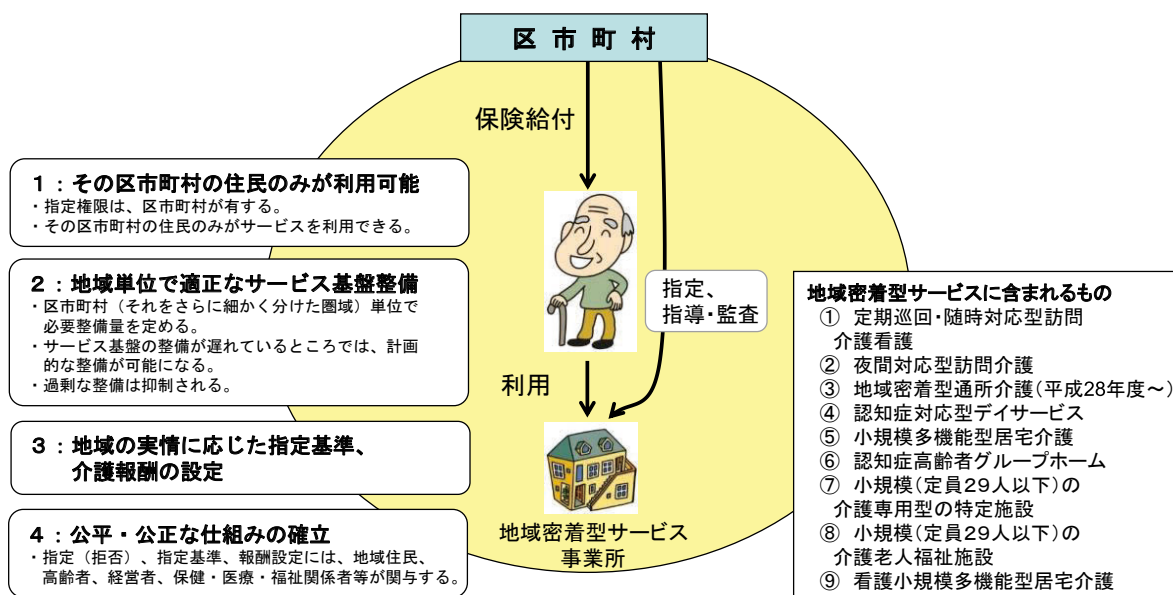 区市町村
保険給付
1：その区市町村の住民のみが利用可能
・指定権限は、区市町村が有する。
・その区市町村の住民のみがサービスを利用できる。
2：地域単位で適正なサービス基盤整備
・区市町村（それをさらに細かく分けた圏域）単位で
必要整備量を定める。
・サービス基盤の整備が遅れているところでは、計画
的な整備が可能になる。
・過剰な整備は抑制される。
3：地域の実情に応じた指定基準、
介護報酬の設定
4：公平・公正な仕組みの確立
・指定（拒否）、指定基準、報酬設定には、地域住民、
高齢者、経営者、保健・医療・福祉関係者等が関与する。
指定、
指導・監査
利用
地域密着型サービス
事業所
地域密着型サービスに含まれるもの
① 定期巡回・随時対応型訪問
介護看護
② 夜間対応型訪問介護
③ 地域密着型通所介護（平成28年度～）
④ 認知症対応型デイサービス
⑤ 小規模多機能型居宅介護
⑥ 認知症高齢者グループホーム
⑦ 小規模（定員29人以下）の
介護専用型の特定施設
⑧ 小規模（定員29人以下）の
介護老人福祉施設
⑨ 看護小規模多機能型居宅介護